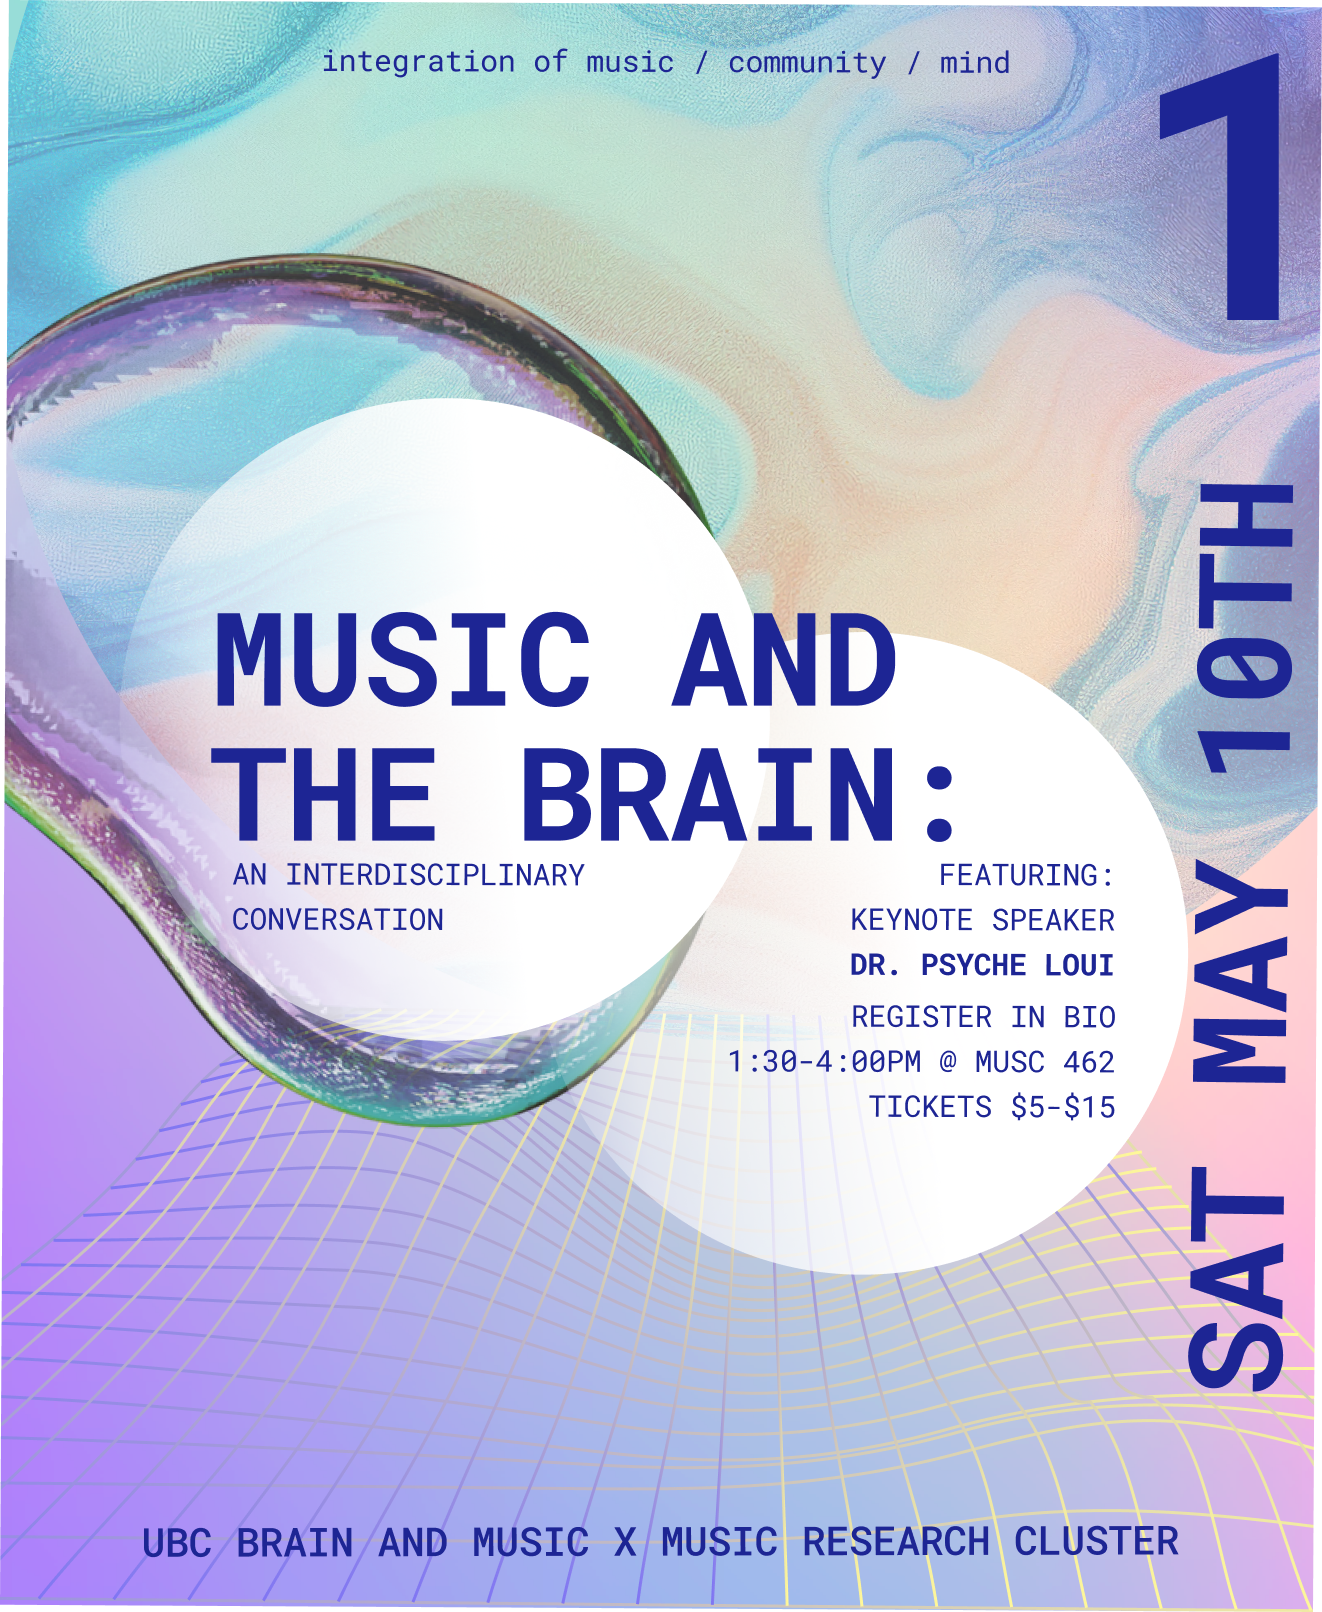 integration of music / community / mind
1
SAT MAY 10TH
MUSIC AND
THE BRAIN:
AN INTERDISCIPLINARY
CONVERSATION
FEATURING:
KEYNOTE SPEAKER
DR. PSYCHE LOUI
REGISTER IN BIO
1:30-4:00PM @ MUSC 462
TICKETS $5-$15
UBC BRAIN AND MUSIC X MUSIC RESEARCH CLUSTER